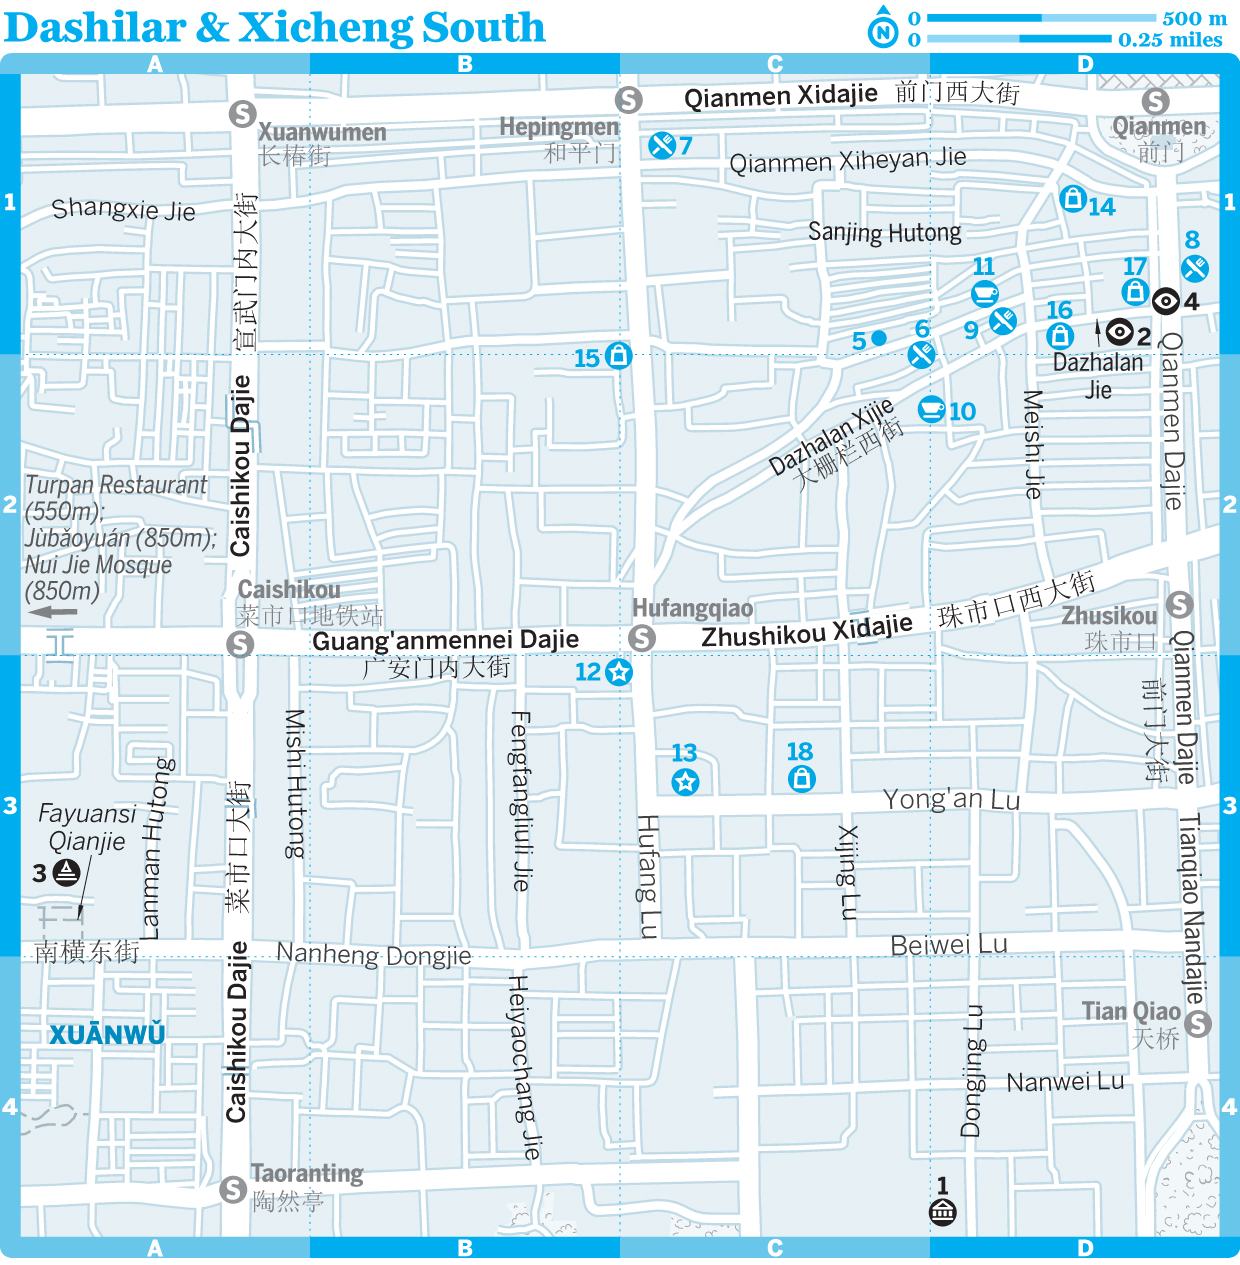 Dashilar & Xicheng South
N
0 500 m
0 0.25 miles
A B C D
S
Xuanwumen
长椿街
S
Hepingmen
和平门
Qianmen Xidajie 前门西大街
S
Qianmen
前门
7
Qianmen Xiheyan Jie
1
1
Shangxie Jie
宣武门内大街
14
Sanjing Hutong
8
11
17
4
16
9
5
6
2
Dazhalan
Jie
15
Qianmen Dajie
Caishikou Dajie
Meishi Jie
10
Dazhalan Xijie
大栅栏西街
Turpan Restaurant
(550m);
Jùbǎoyuán (850m);
Nui Jie Mosque
(850m)
2
2
Caishikou
菜市口地铁站
S
Hufangqiao
S
Guang'anmennei Dajie
广安门内大街
Zhushikou Xidajie
珠市口西大街
Zhusikou
珠市口
S
12
Qianmen Dajie
前门大街
Mishi Hutong
Fengfangliuli Jie
13
18
Yong'an Lu
3
3
Fayuansi
Qianjie
3
Lanman Hutong
菜市口大街
Hufang Lu
Xijing Lu
Tianqiao Nandajie
南横东街
Nanheng Dongjie
Beiwei Lu
Caishikou Dajie
XUĀNWǓ
Heiyaochang Jie
Dongjing Lu
Tian Qiao
天桥
S
Nanwei Lu
4
4
Taoranting
陶然亭
S
1
A B C D